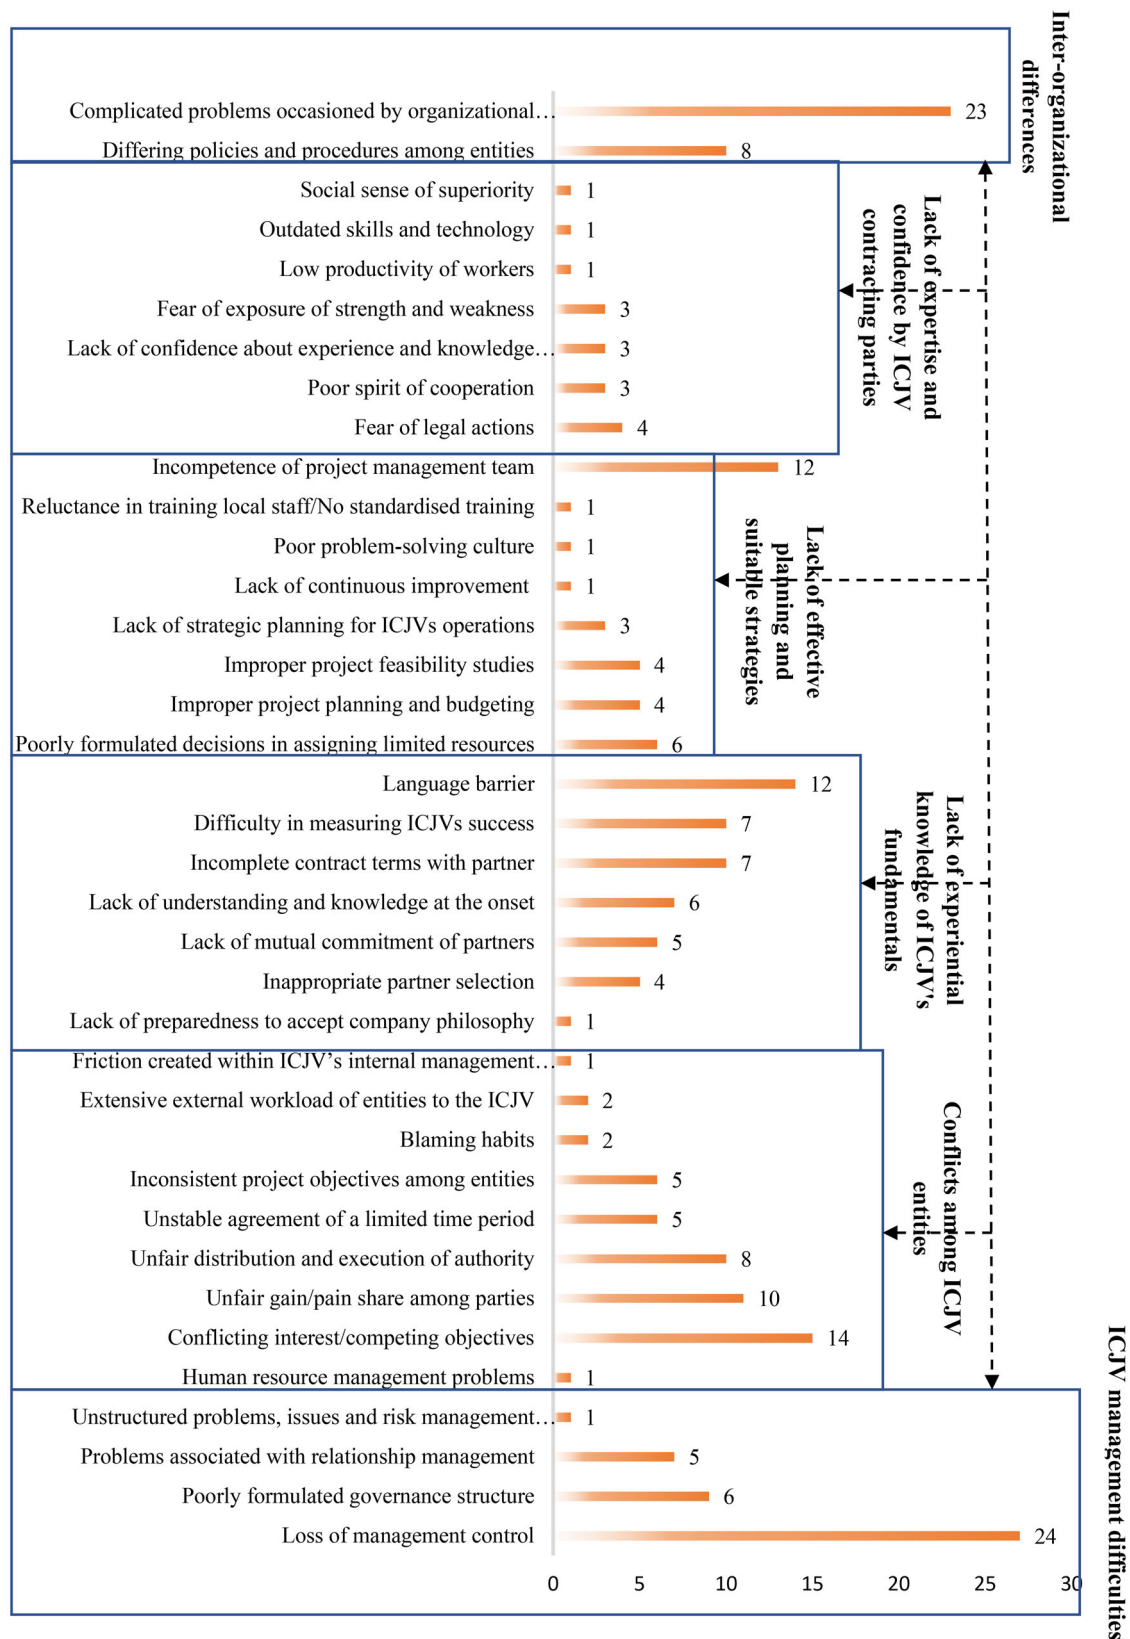 Inter-organizational
differences
Complicated problems occasioned by organizational… 23
Differing policies and procedures among entities 8
Lack of expertise and
confidence by ICJV
contracting parties
Social sense of superiority 1
Outdated skills and technology 1
Low productivity of workers 1
Fear of exposure of strength and weakness 3
Lack of confidence about experience and knowledge… 3
Poor spirit of cooperation 3
Fear of legal actions 4
Lack of effective
planning and
suitable strategies
Incompetence of project management team 12
Reluctance in training local staff/No standardised training 1
Poor problem-solving culture 1
Lack of continuous improvement 1
Lack of strategic planning for ICJVs operations 3
Improper project feasibility studies 4
Improper project planning and budgeting 4
Poorly formulated decisions in assigning limited resources 6
Lack of experiential
knowledge of ICJV's
fundamentals
Language barrier 12
Difficulty in measuring ICJVs success 7
Incomplete contract terms with partner 7
Lack of understanding and knowledge at the onset 6
Lack of mutual commitment of partners 5
Inappropriate partner selection 4
Lack of preparedness to accept company philosophy 1
Conflicts among ICJV
entities
Friction created within ICJV’s internal management… 1
Extensive external workload of entities to the ICJV 2
Blaming habits 2
Inconsistent project objectives among entities 5
Unstable agreement of a limited time period 5
Unfair distribution and execution of authority 8
Unfair gain/pain share among parties 10
Conflicting interest/competing objectives 14
Human resource management problems 1
ICJV management difficulties
Unstructured problems, issues and risk management… 1
Problems associated with relationship management 5
Poorly formulated governance structure 6
Loss of management control 24
0 5 10 15 20 25 30